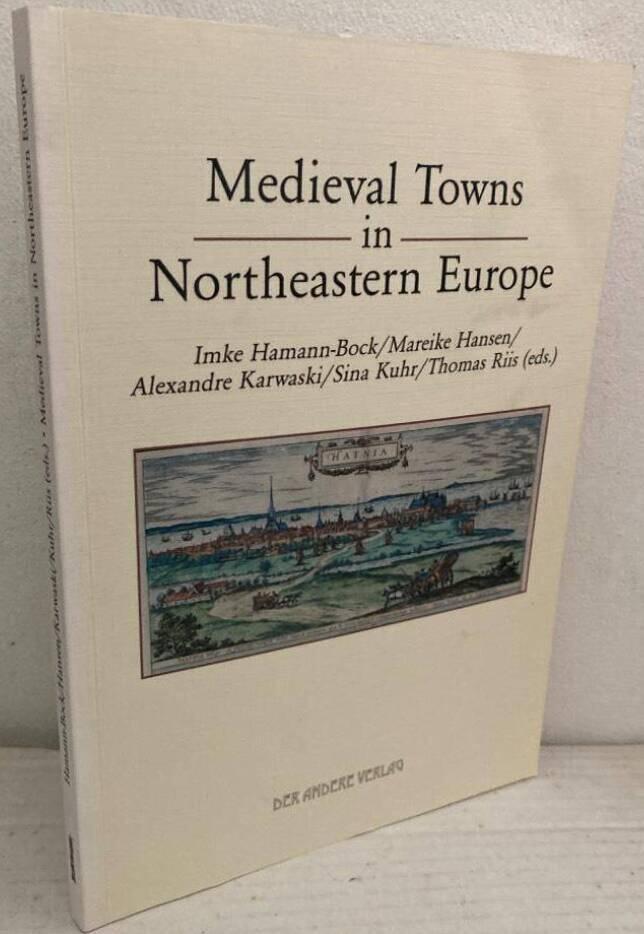 Medieval Towns
in
Northeastern Europe
Imke Hamann-Bock/Mareike Hansen/
Alexandre Karwaski/Sina Kuhr/Thomas Riis (eds.)
HAFNIA
DER ANDERE VERLAG
Hamann-Bock/Hansen/Karwaski/Kuhr/Riis (eds.) • Medieval Towns in Northeastern Europe